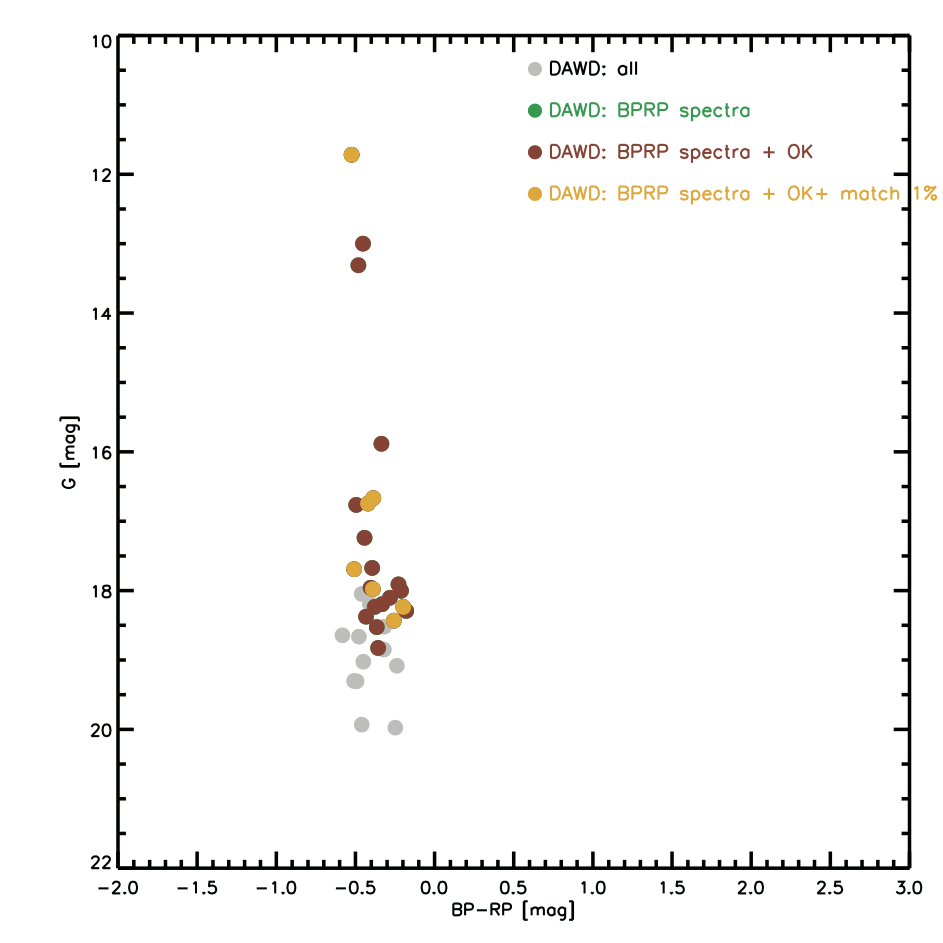 10
DAWD: all
DAWD: BPRP spectra
DAWD: BPRP spectra + OK
12
DAWD: BPRP spectra + OK+ match 1%
14
16
G [mag]
18
20
22
-2.0 -1.5 -1.0 -0.5 0.0 0.5 1.0 1.5 2.0 2.5 3.0
BP-RP [mag]